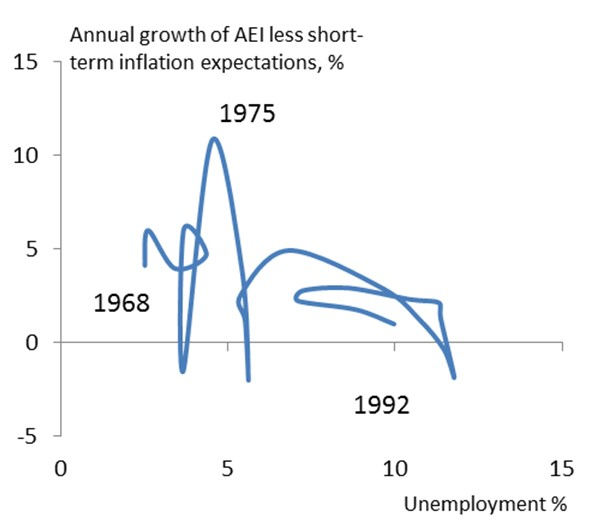 Annual growth of AEI less short-
term inflation expectations, %
15
1975
10
5
1968
0
1992
-5
0 5 10 15
Unemployment %